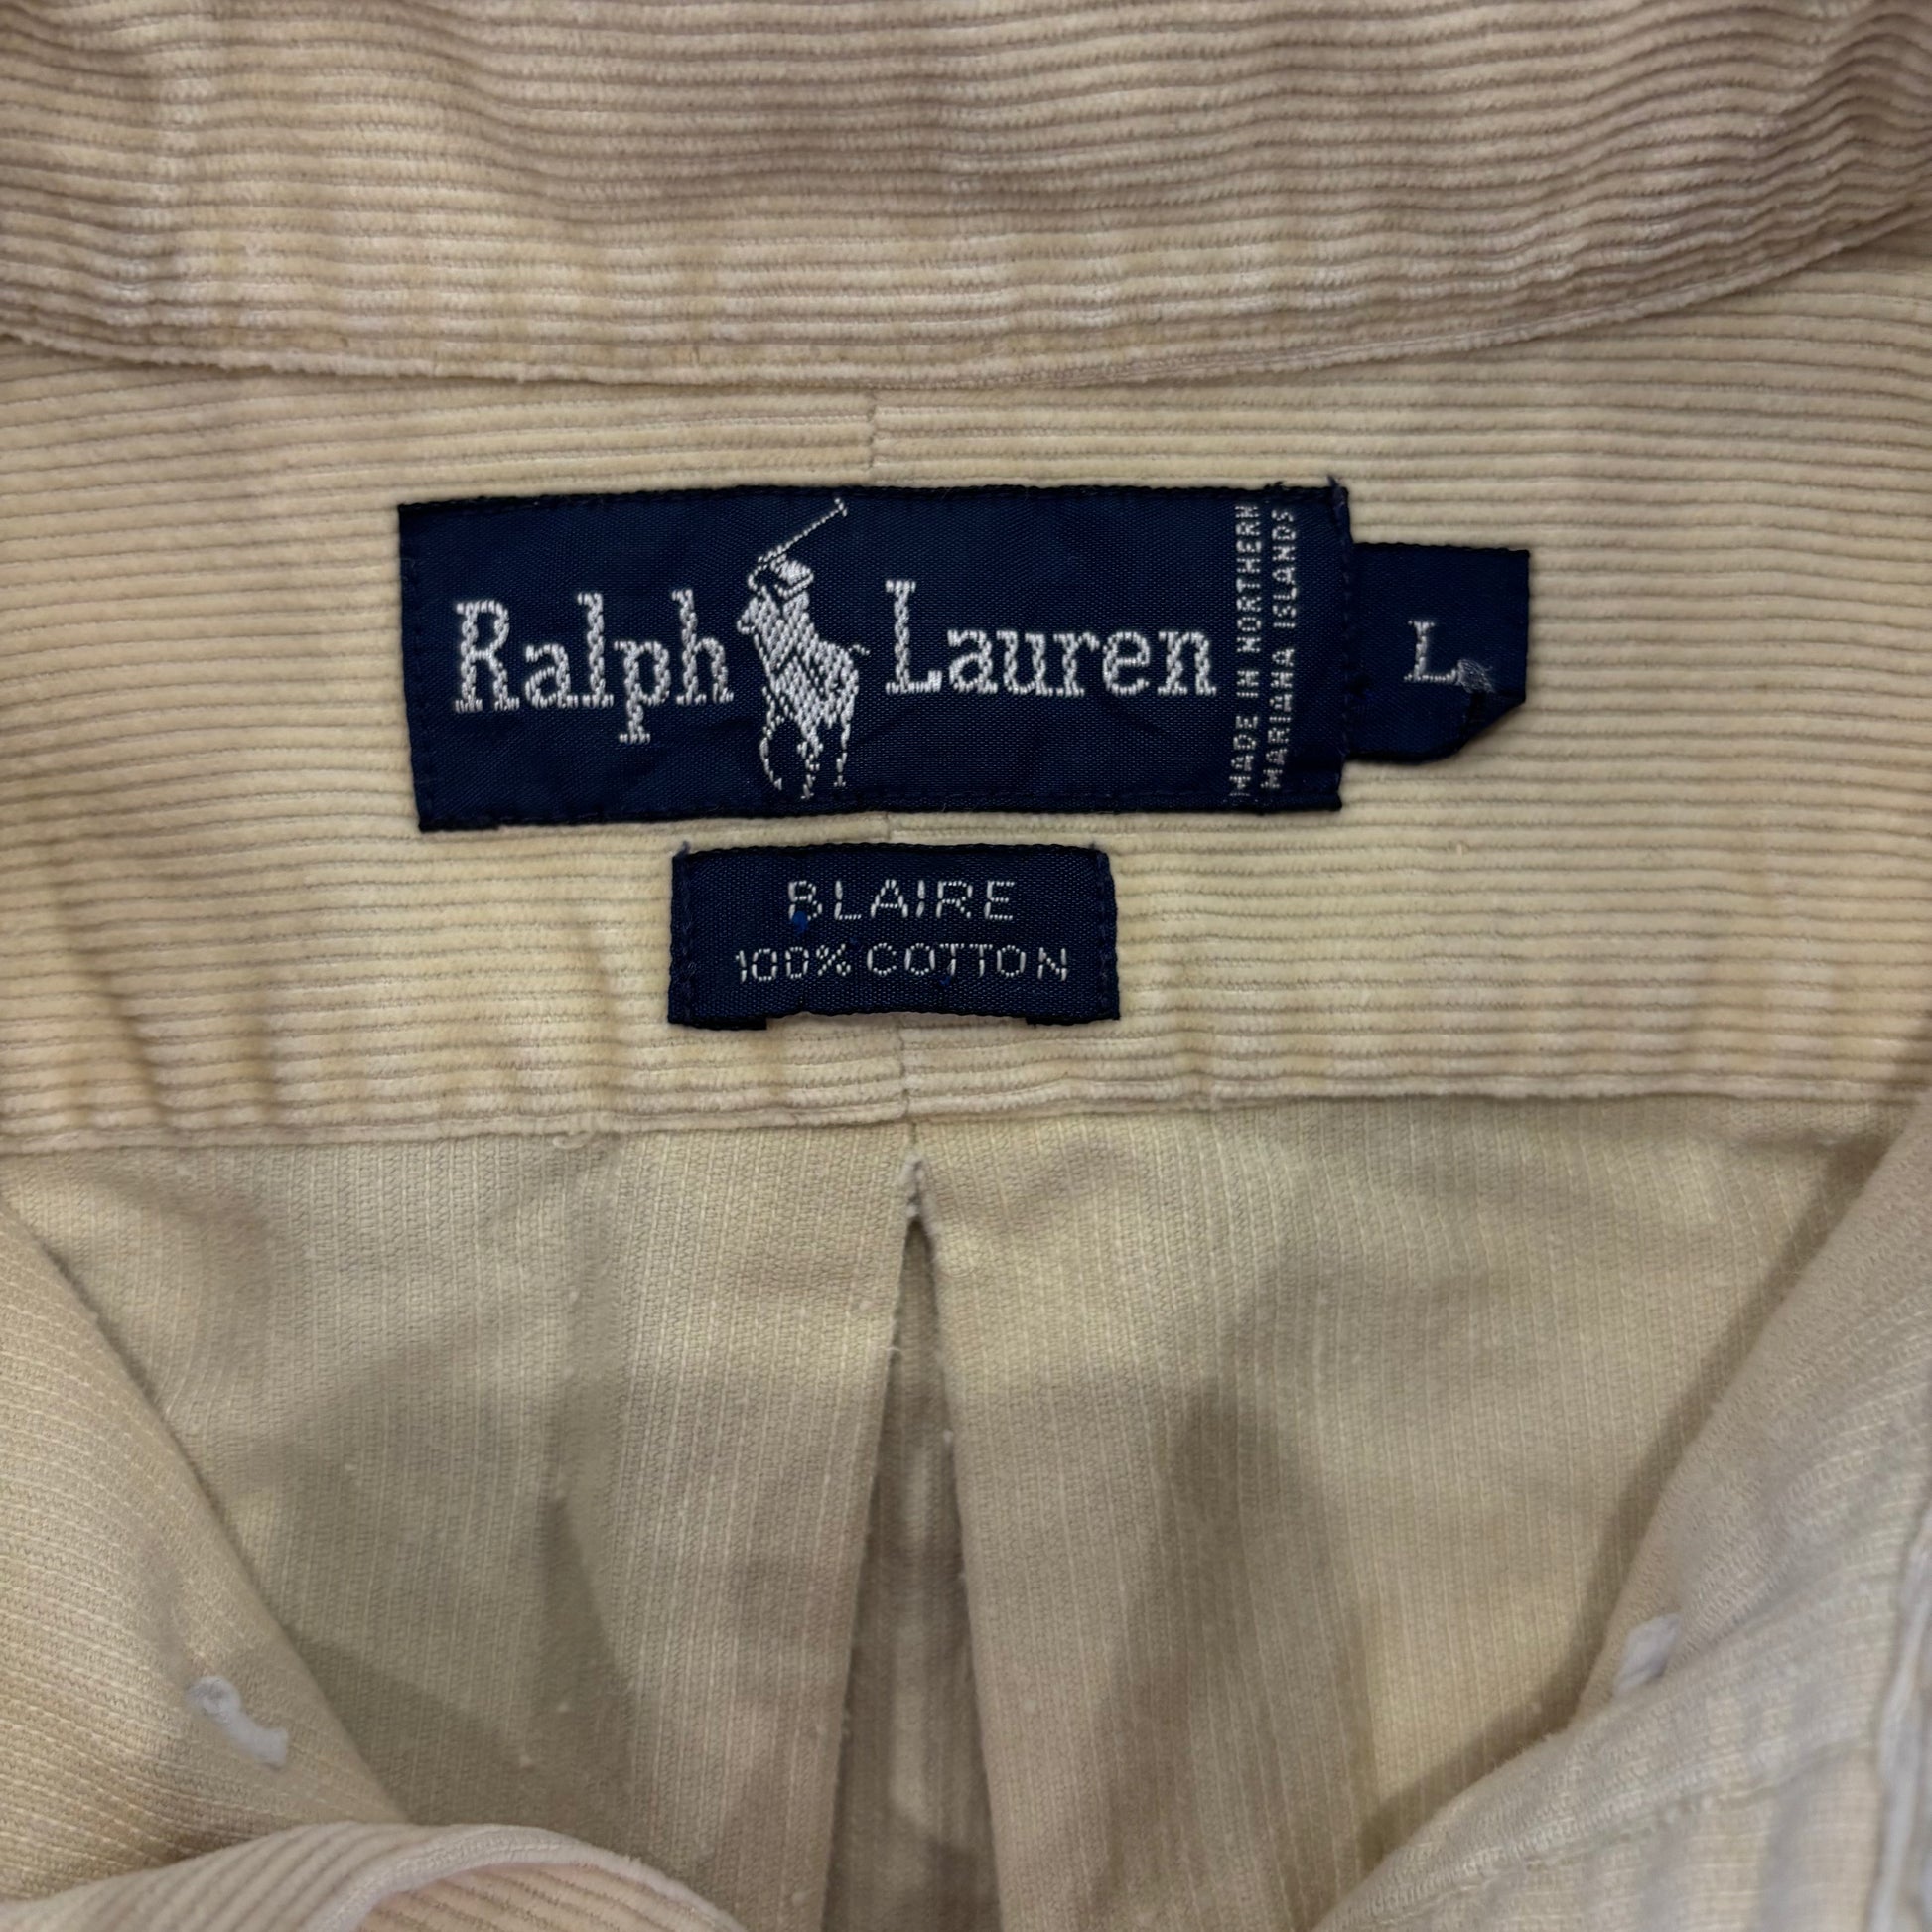 Ralph Lauren
MADE IN NORTHERN
MARIANA ISLANDS
L
BLAIRE
100% COTTON